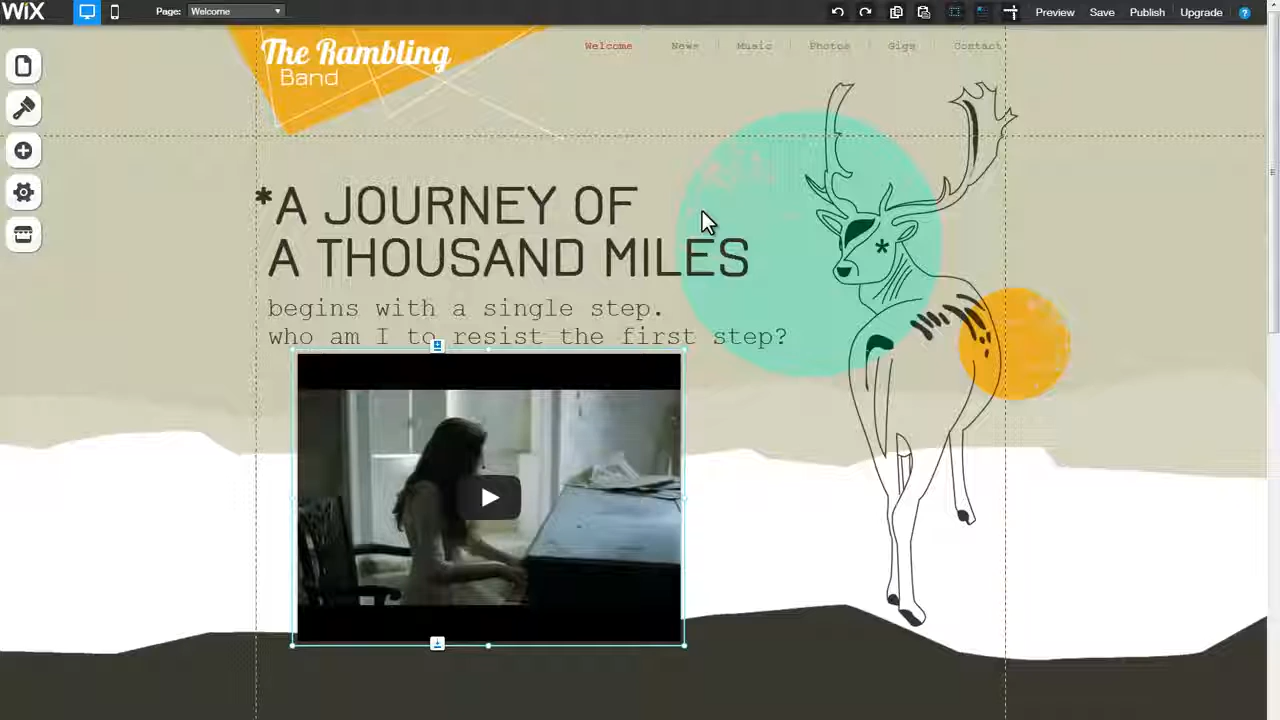 WiX Page: Welcome Preview Save Publish Upgrade ?
The Rambling
Band
Welcome News Music Photos Gigs Contact
*A JOURNEY OF
A THOUSAND MILES
begins with a single step.
who am I to resist the first step?
*